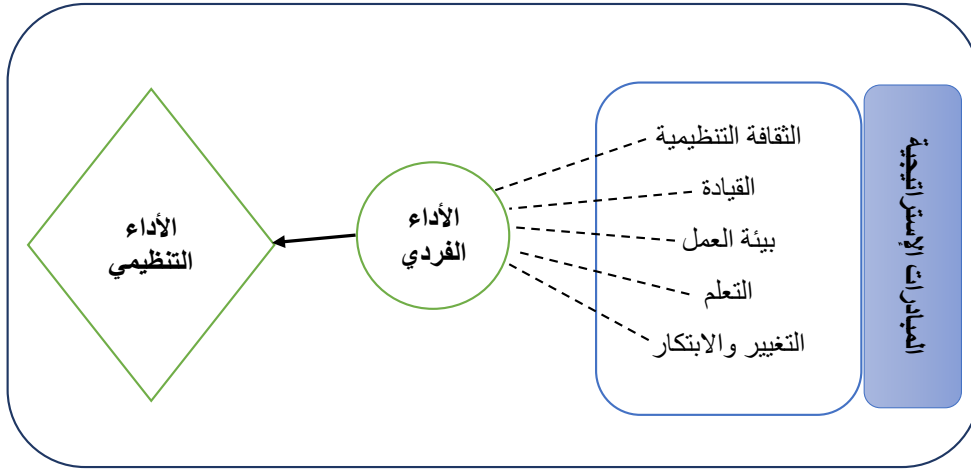 المبادرات الإستراتيجية
الثقافة التنظيمية
القيادة
بيئة العمل
التعلم
التغيير والابتكار
الأداء
الفردي
الأداء
التنظيمي